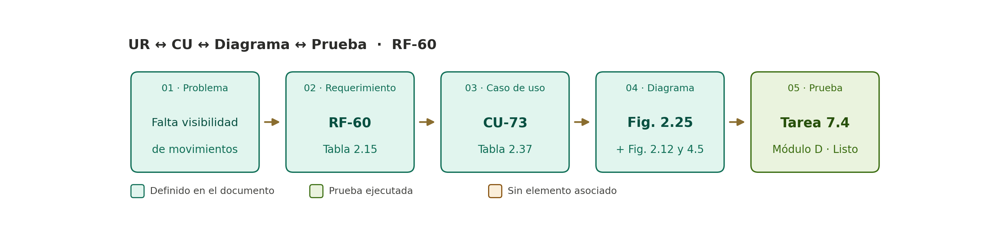 UR ↔ CU ↔ Diagrama ↔ Prueba · RF-60
01 · Problema
Falta visibilidad
de movimientos
02 · Requerimiento
RF-60
Tabla 2.15
03 · Caso de uso
CU-73
Tabla 2.37
04 · Diagrama
Fig. 2.25
+ Fig. 2.12 y 4.5
05 · Prueba
Tarea 7.4
Módulo D · Listo
Definido en el documento
Prueba ejecutada
Sin elemento asociado